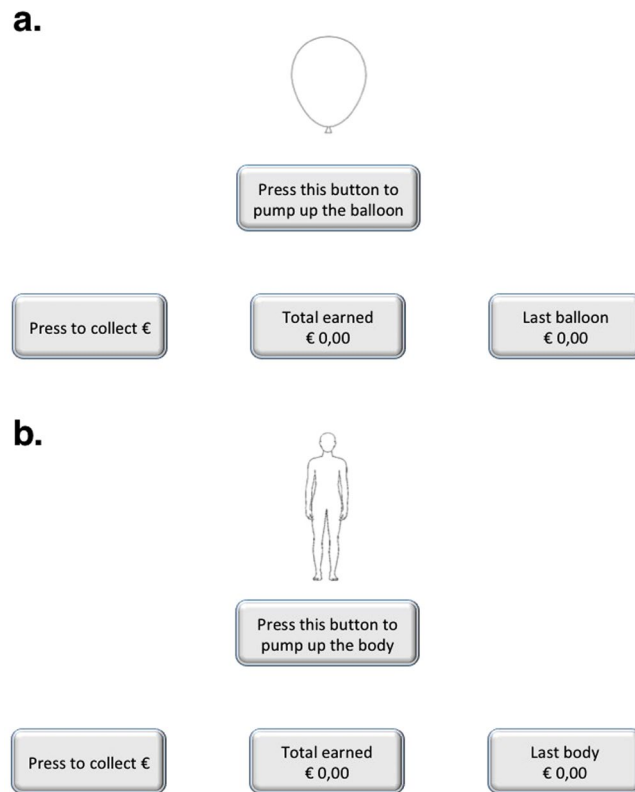 a.
Press this button to
pump up the balloon
Press to collect €
Total earned
€ 0,00
Last balloon
€ 0,00
b.
Press this button to
pump up the body
Press to collect €
Total earned
€ 0,00
Last body
€ 0,00